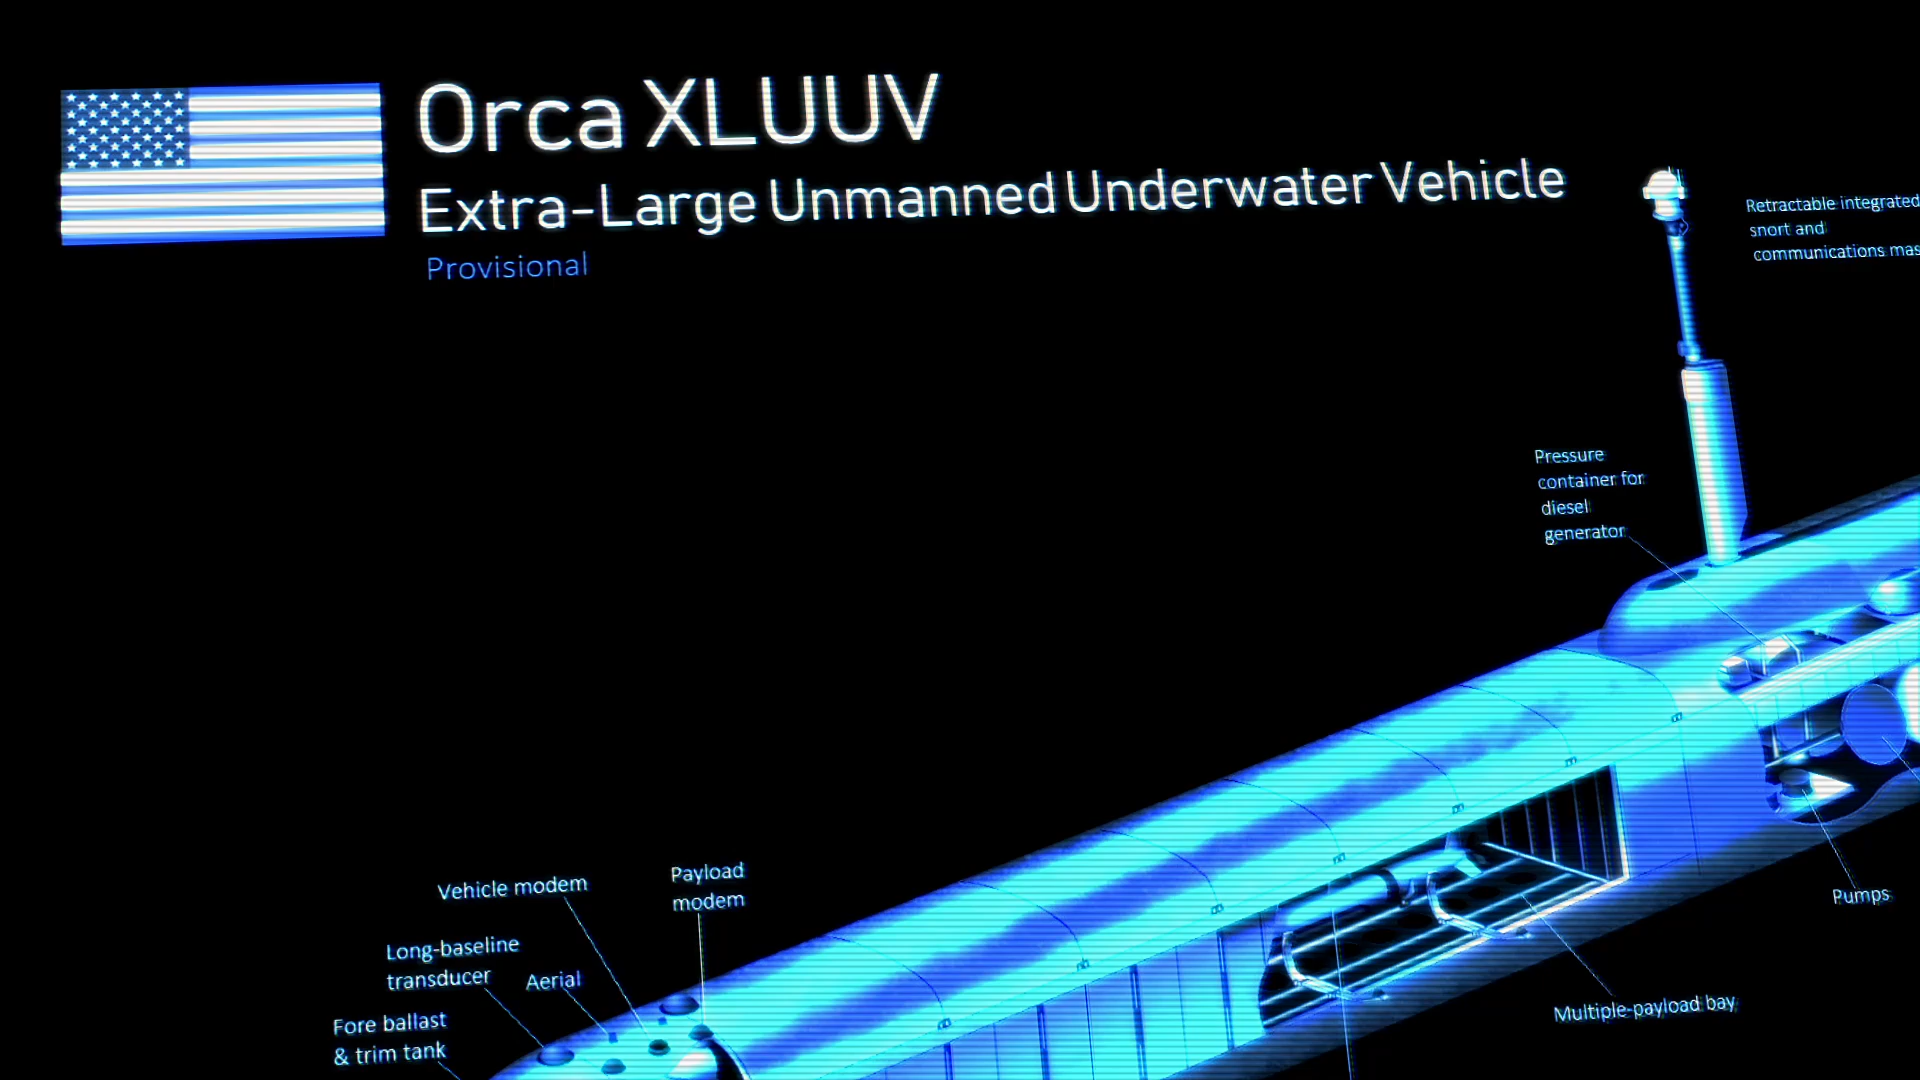 Orca XLUUV
Extra-Large Unmanned Underwater Vehicle
Provisional
Retractable integrated
snort and
communications
Pressure
container for
diesel
generator
Vehicle modem
Payload
modem
Long-baseline
transducer
Aerial
Fore ballast
& trim tank
Pumps
Multiple-payload bay